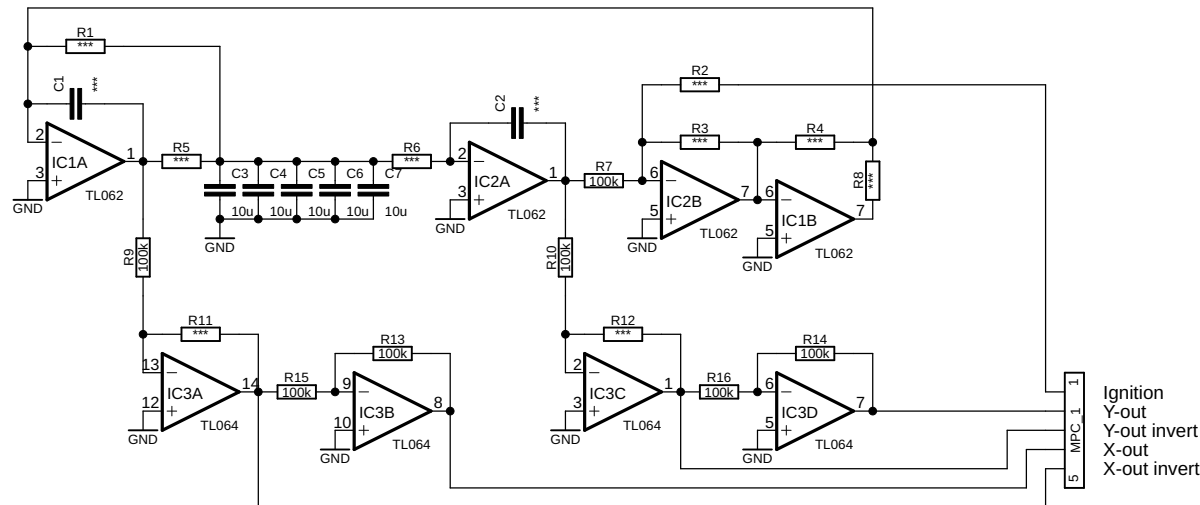 R1
***
C1
***
2
3
1
IC1A
TL062
GND
R5
***
C3
C4
C5
C6
C7
10u
10u
10u
10u
10u
GND
R6
***
C2
***
2
3
1
IC2A
TL062
GND
R7
100k
R2
***
R3
***
R4
***
6
5
7
IC2B
TL062
GND
6
5
7
IC1B
TL062
GND
R8
***
R9
100k
R10
100k
R11
***
13
12
14
IC3A
TL064
GND
R15
100k
R13
100k
9
10
8
IC3B
TL064
GND
R12
***
2
3
1
IC3C
TL064
GND
R16
100k
R14
100k
6
5
7
IC3D
TL064
GND
1
MPC_1
5
Ignition
Y-out
Y-out invert
X-out
X-out invert